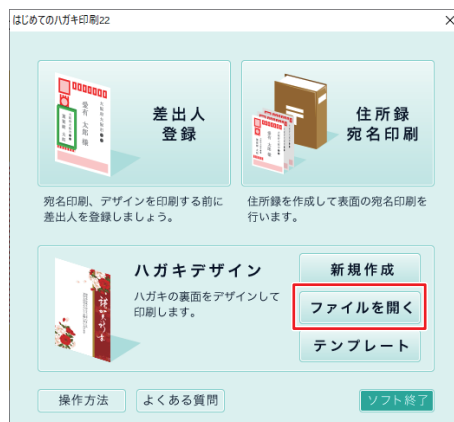 はじめてのハガキ印刷22
差出人
登録
住所録
宛名印刷
宛名印刷、デザインを印刷する前に
差出人を登録しましょう。
住所録を作成して表面の宛名印刷を
行います。
ハガキデザイン
ハガキの裏面をデザインして
印刷します。
新規作成
ファイルを開く
テンプレート
操作方法
よくある質問
ソフト終了